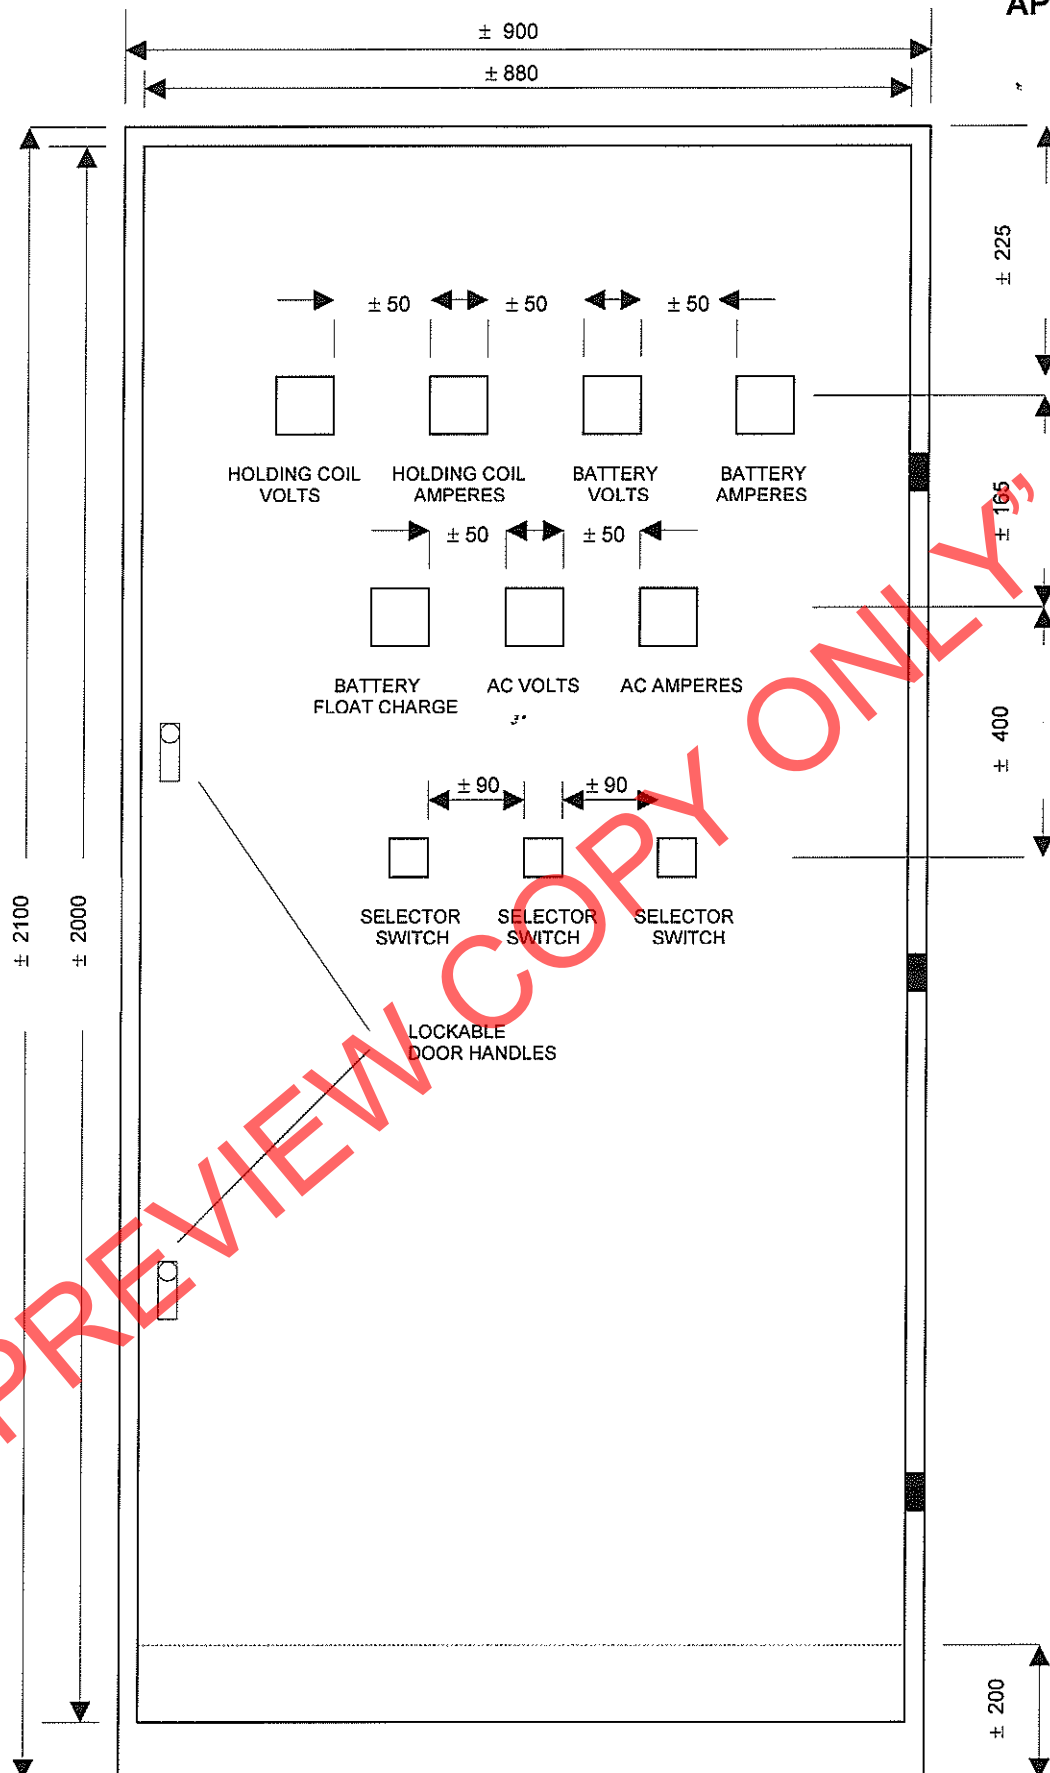 AP
± 900
± 880
± 225
± 50 ± 50 ± 50
HOLDING COIL VOLTS
HOLDING COIL AMPERES
BATTERY VOLTS
BATTERY AMPERES
± 165
± 50 ± 50
BATTERY FLOAT CHARGE
AC VOLTS
AC AMPERES
± 400
± 90 ± 90
SELECTOR SWITCH
SELECTOR SWITCH
SELECTOR SWITCH
± 2100
± 2000
LOCKABLE
DOOR HANDLES
± 200
PREVIEW COPY ONLY”